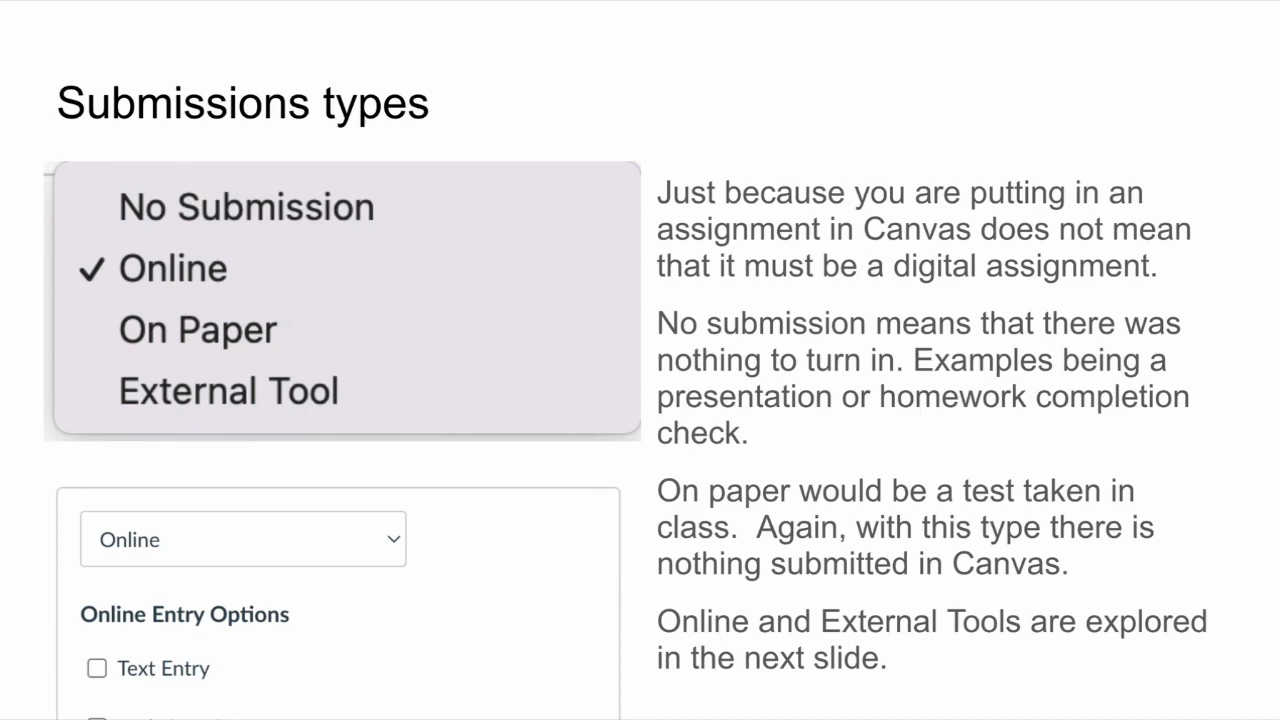 Submissions types
No Submission
✓ Online
On Paper
External Tool
Online
Online Entry Options
Text Entry
Just because you are putting in an
assignment in Canvas does not mean
that it must be a digital assignment.
No submission means that there was
nothing to turn in. Examples being a
presentation or homework completion
check.
On paper would be a test taken in
class.  Again, with this type there is
nothing submitted in Canvas.
Online and External Tools are explored
in the next slide.